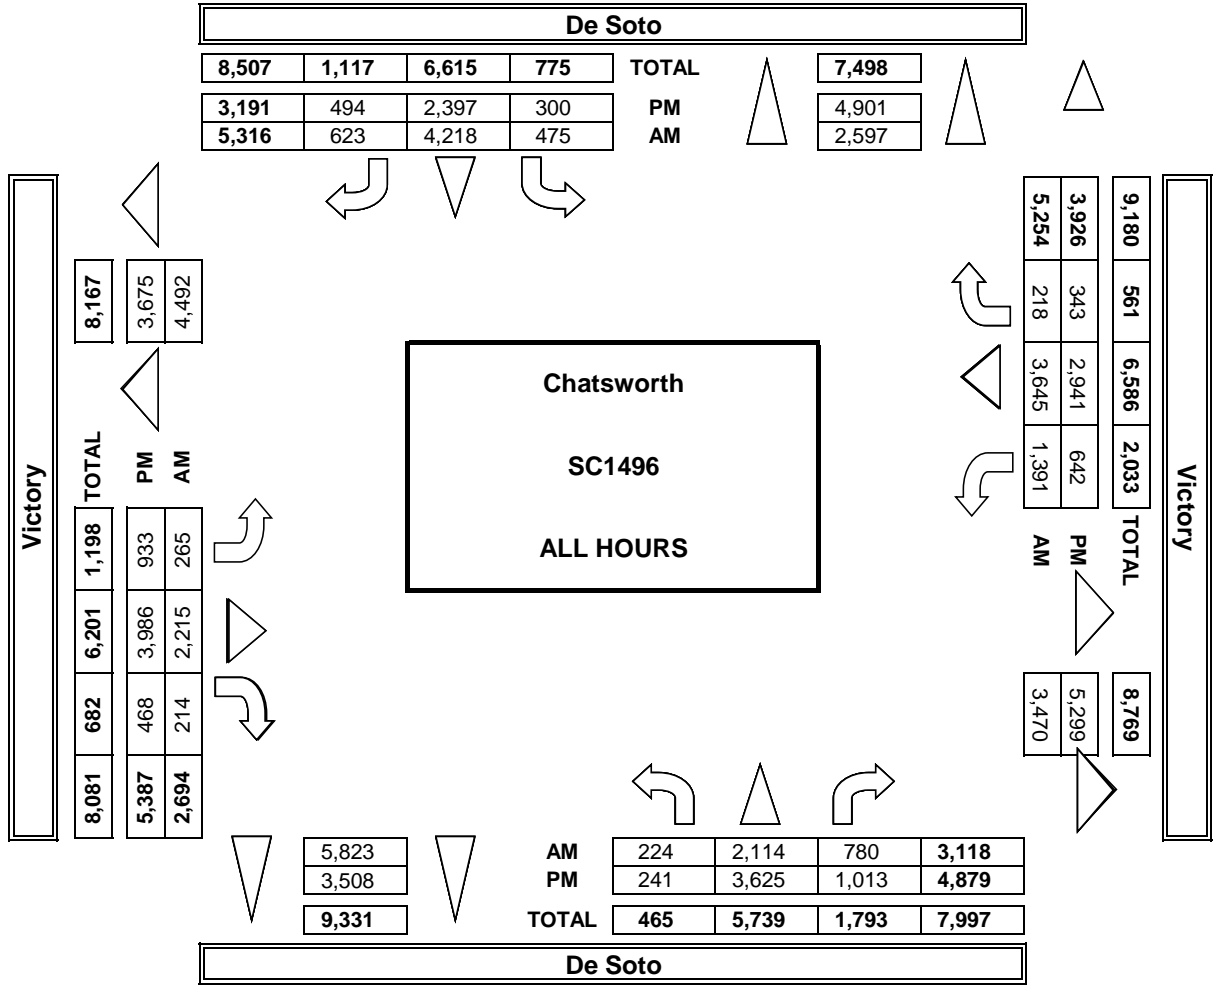 De Soto
8,507 1,117 6,615 775 TOTAL 7,498
3,191 494 2,397 300 PM 4,901
5,316 623 4,218 475 AM 2,597
Victory
8,167
3,675
4,492
TOTAL 1,198 6,201 682 8,081
PM 933 3,986 468 5,387
AM 265 2,215 214 2,694
Chatsworth
SC1496
ALL HOURS
9,180 561 6,586 2,033 TOTAL 8,769
3,926 343 2,941 642 PM 5,299
5,254 218 3,645 1,391 AM 3,470
Victory
5,823 AM 224 2,114 780 3,118
3,508 PM 241 3,625 1,013 4,879
9,331 TOTAL 465 5,739 1,793 7,997
De Soto